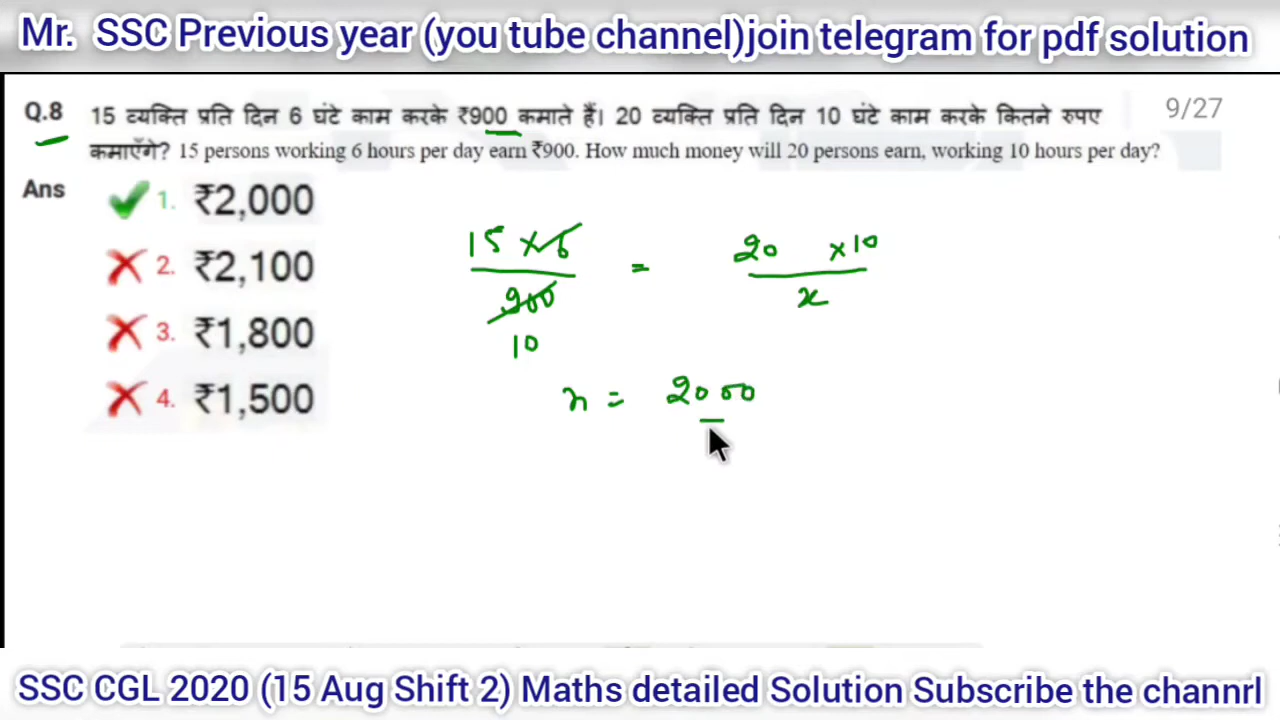 Mr. SSC Previous year (you tube channel)join telegram for pdf solution
Q.8 15 व्यक्ति प्रति दिन 6 घंटे काम करके ₹900 कमाते हैं। 20 व्यक्ति प्रति दिन 10 घंटे काम करके कितने रुपए
9/27
कमाएँगे? 15 persons working 6 hours per day earn ₹900. How much money will 20 persons earn, working 10 hours per day?
Ans
1. ₹2,000
2. ₹2,100
3. ₹1,800
4. ₹1,500
15 × 6 = 20 × 10
900 x
10
x = 2000
SSC CGL 2020 (15 Aug Shift 2) Maths detailed Solution Subscribe the channrl